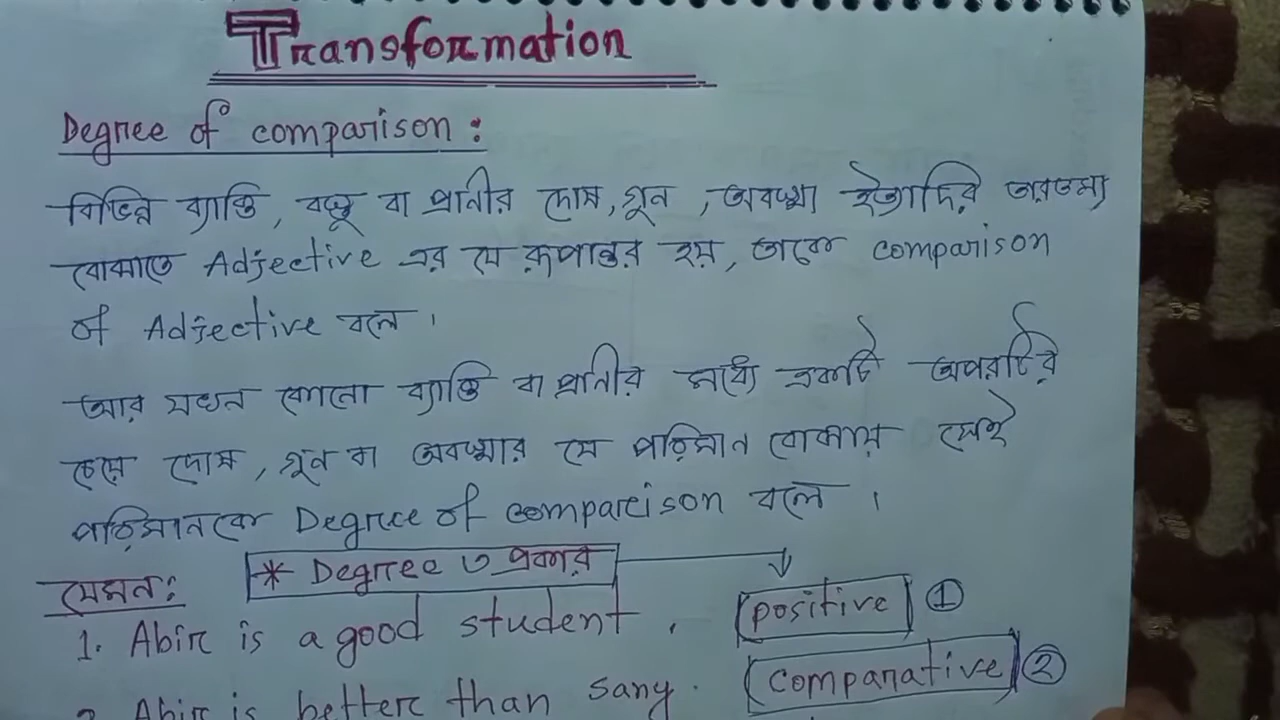 Transformation
Degree of comparison :
বিভিন্ন ব্যাক্তি, বস্তু বা প্রানীর দোষ, গুন, অবস্থা ইত্যাদির তারতম্য
বোঝাতে Adjective এর যে রূপান্তর হয়, তাকে comparison
of Adjective বলে।
আর যখন কোনো ব্যাক্তি বা প্রানীর মধ্যে একটি অপরটির
চেয়ে দোষ, গুন বা অবস্থার যে পরিমান বোঝায় সেই
পরিমানকে Degree of comparison বলে।
যেমন: * Degree ৩ প্রকার
1. Abir is a good student. positive ①
2. Abir is better than sany. comparative ②